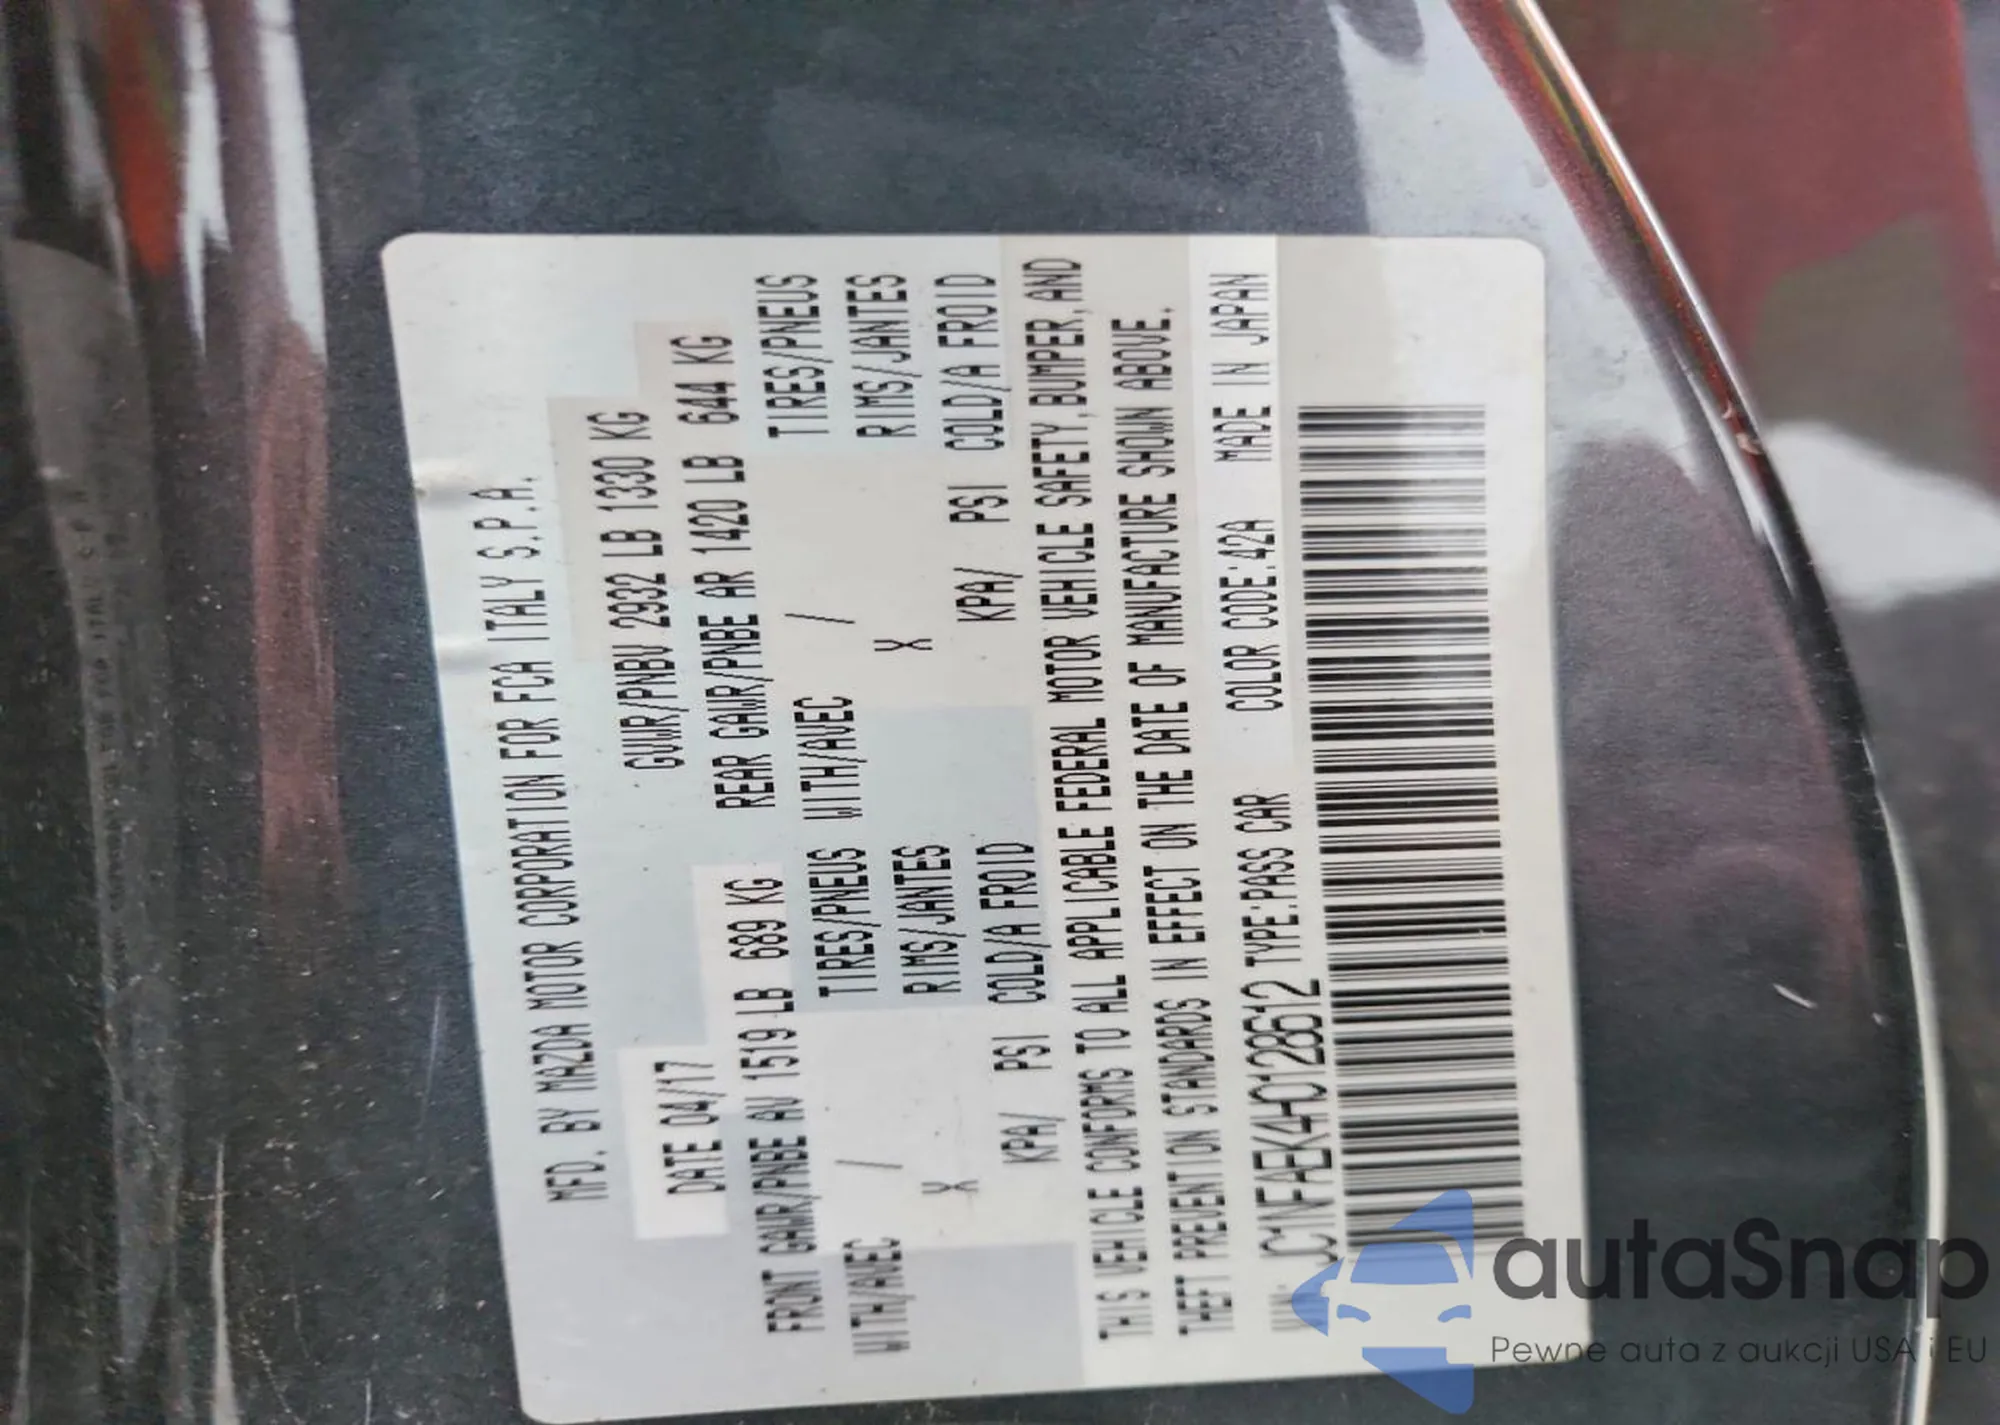 MFD. BY MAZDA MOTOR CORPORATION FOR FCA ITALY S.P.A.
DATE 04/17 GVWR/PNBV 2932 LB 1330 KG
FRONT GAWR/PNBE AV 1519 LB 689 KG REAR GAWR/PNBE AR 1420 LB 644 KG
WITH/AVEC / TIRES/PNEUS WITH/AVEC / TIRES/PNEUS
X RIMS/JANTES X RIMS/JANTES
KPA/ PSI COLD/A FROID KPA/ PSI COLD/A FROID
THIS VEHICLE CONFORMS TO ALL APPLICABLE FEDERAL MOTOR VEHICLE SAFETY,BUMPER,AND
THEFT PREVENTION STANDARDS IN EFFECT ON THE DATE OF MANUFACTURE SHOWN ABOVE.
VIN: JC1NFAEK4H0128612 TYPE:PASS CAR COLOR CODE:42A MADE IN JAPAN
autaSnap
Pewne auta z aukcji USA i EU